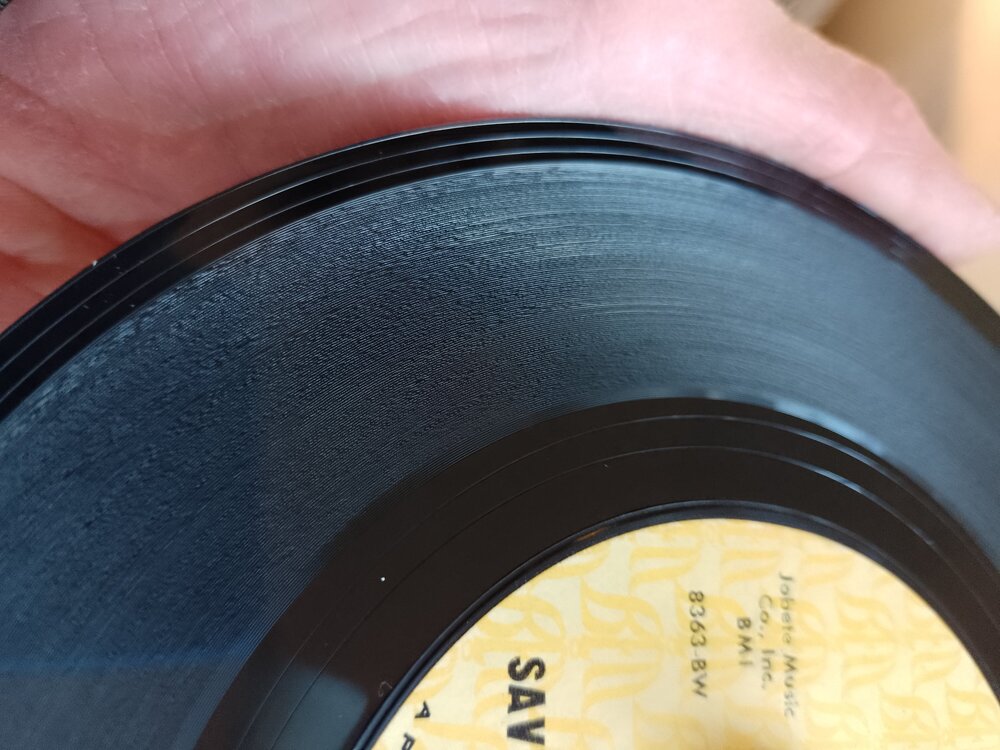 Jobete Music
Co., Inc.
BMI
8363-BW
SAV